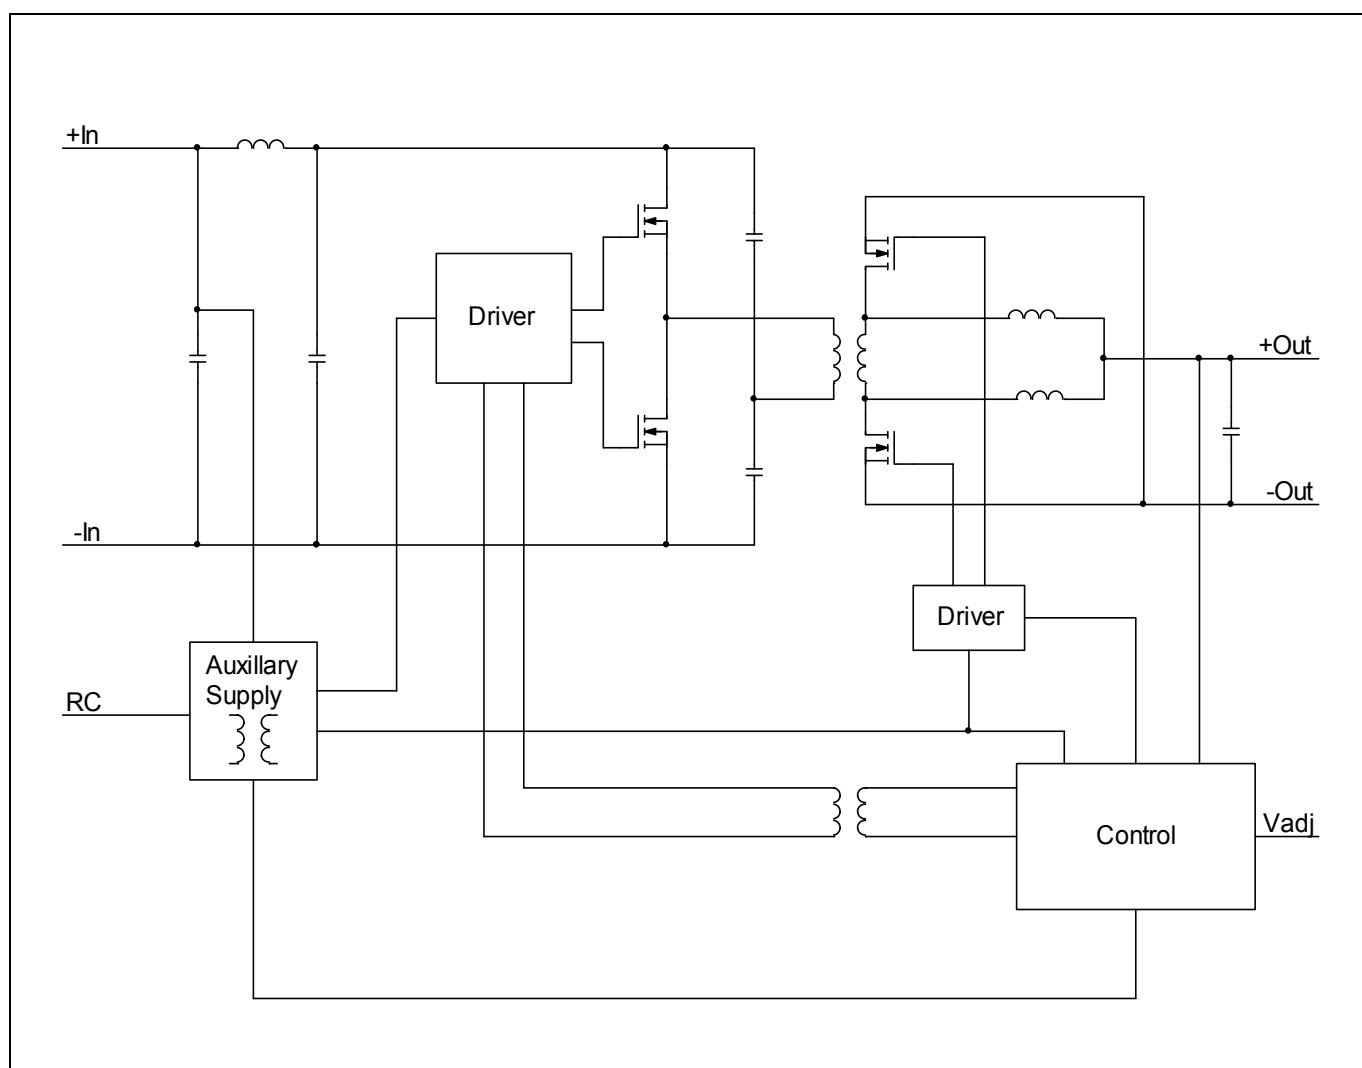 +In
Driver
+Out
-Out
-In
Driver
Auxillary
Supply
RC
Control
Vadj